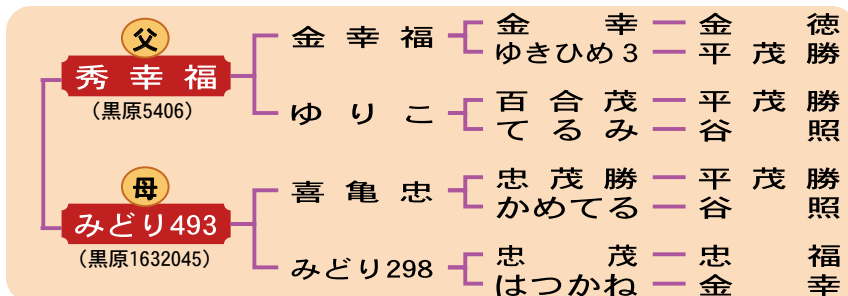 父
秀幸福
(黒原5406)
金幸福
金幸 金徳
ゆきひめ3 平茂勝
ゆりこ
百合茂 平茂勝
てるみ 谷照
母
みどり493
(黒原1632045)
喜亀忠
忠茂勝 平茂勝
かめてる 谷照
みどり298
忠茂 忠福
はつかね 金幸